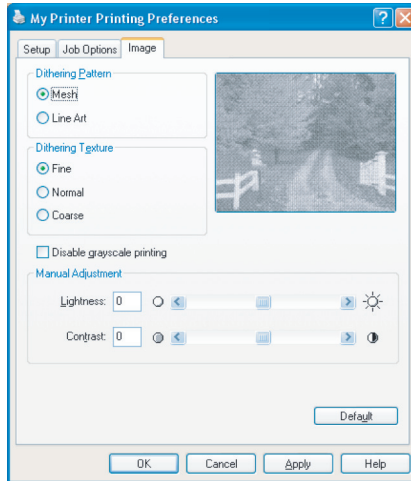 My Printer Printing Preferences
Setup Job Options Image
Dithering Pattern
Mesh
Line Art
Dithering Texture
Fine
Normal
Coarse
Disable grayscale printing
Manual Adjustment
Lightness: 0
Contrast: 0
Default
OK Cancel Apply Help